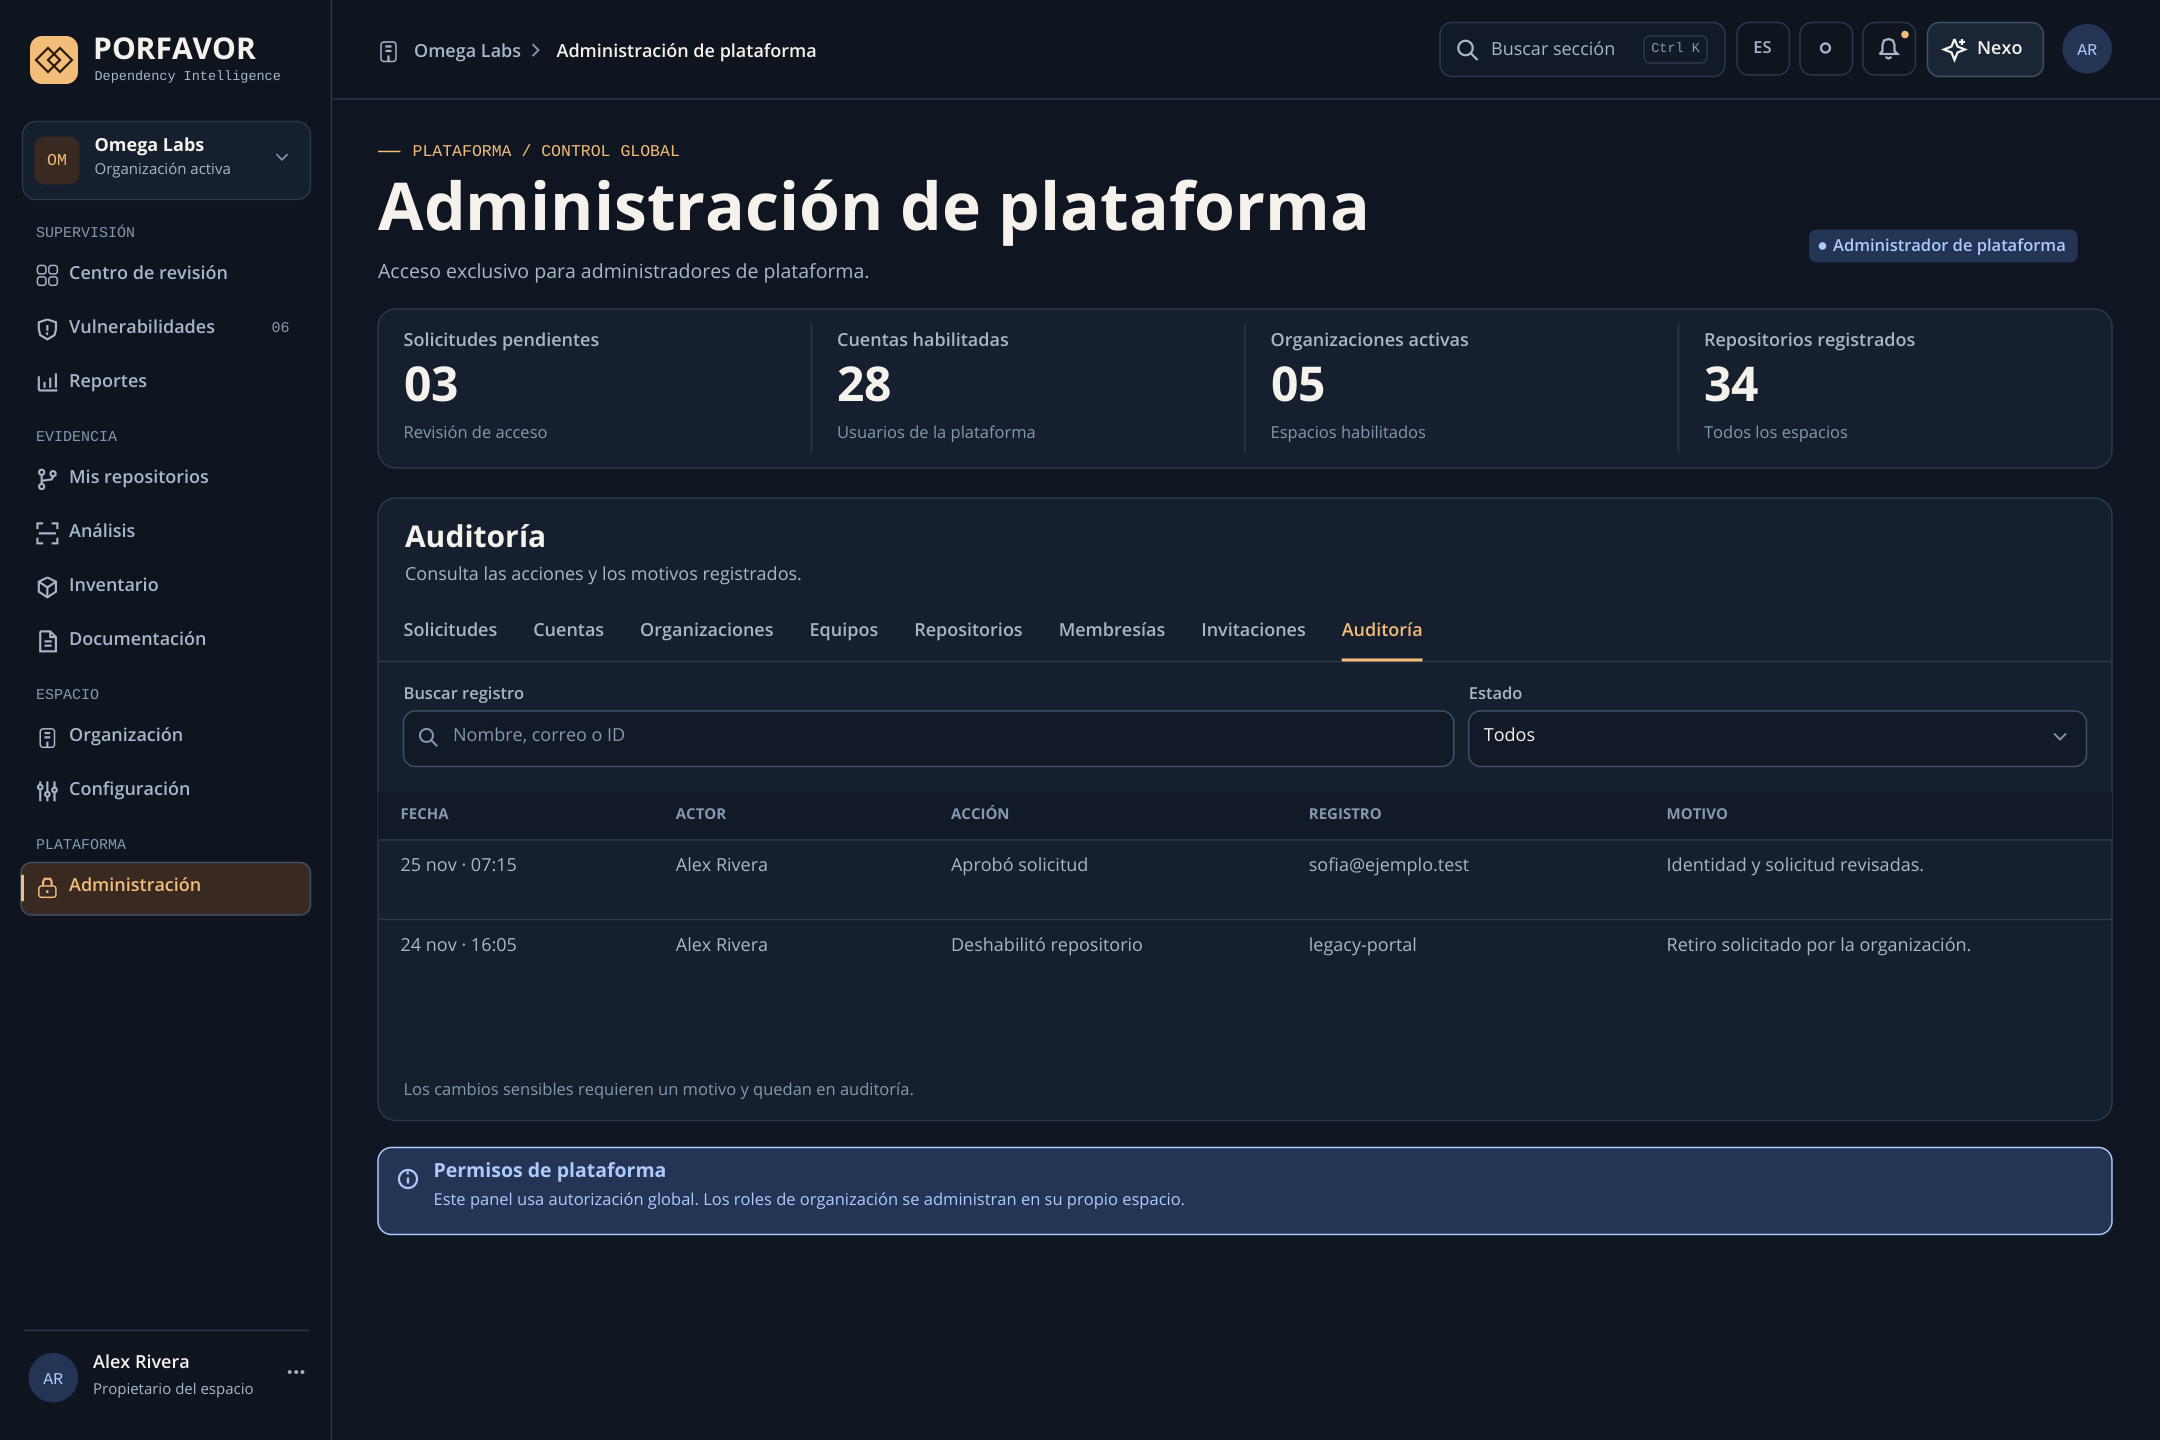 PORFAVOR
Dependency Intelligence
OM
Omega Labs
Organización activa
SUPERVISIÓN
Centro de revisión
Vulnerabilidades 06
Reportes
EVIDENCIA
Mis repositorios
Análisis
Inventario
Documentación
ESPACIO
Organización
Configuración
PLATAFORMA
Administración
AR
Alex Rivera
Propietario del espacio
Omega Labs > Administración de plataforma
Buscar sección Ctrl K
ES
Nexo
AR
PLATAFORMA / CONTROL GLOBAL
Administración de plataforma
Acceso exclusivo para administradores de plataforma.
Administrador de plataforma
Solicitudes pendientes
03
Revisión de acceso
Cuentas habilitadas
28
Usuarios de la plataforma
Organizaciones activas
05
Espacios habilitados
Repositorios registrados
34
Todos los espacios
Auditoría
Consulta las acciones y los motivos registrados.
Solicitudes Cuentas Organizaciones Equipos Repositorios Membresías Invitaciones Auditoría
Buscar registro
Nombre, correo o ID
Estado
Todos
FECHA ACTOR ACCIÓN REGISTRO MOTIVO
25 nov · 07:15 Alex Rivera Aprobó solicitud sofia@ejemplo.test Identidad y solicitud revisadas.
24 nov · 16:05 Alex Rivera Deshabilitó repositorio legacy-portal Retiro solicitado por la organización.
Los cambios sensibles requieren un motivo y quedan en auditoría.
Permisos de plataforma
Este panel usa autorización global. Los roles de organización se administran en su propio espacio.